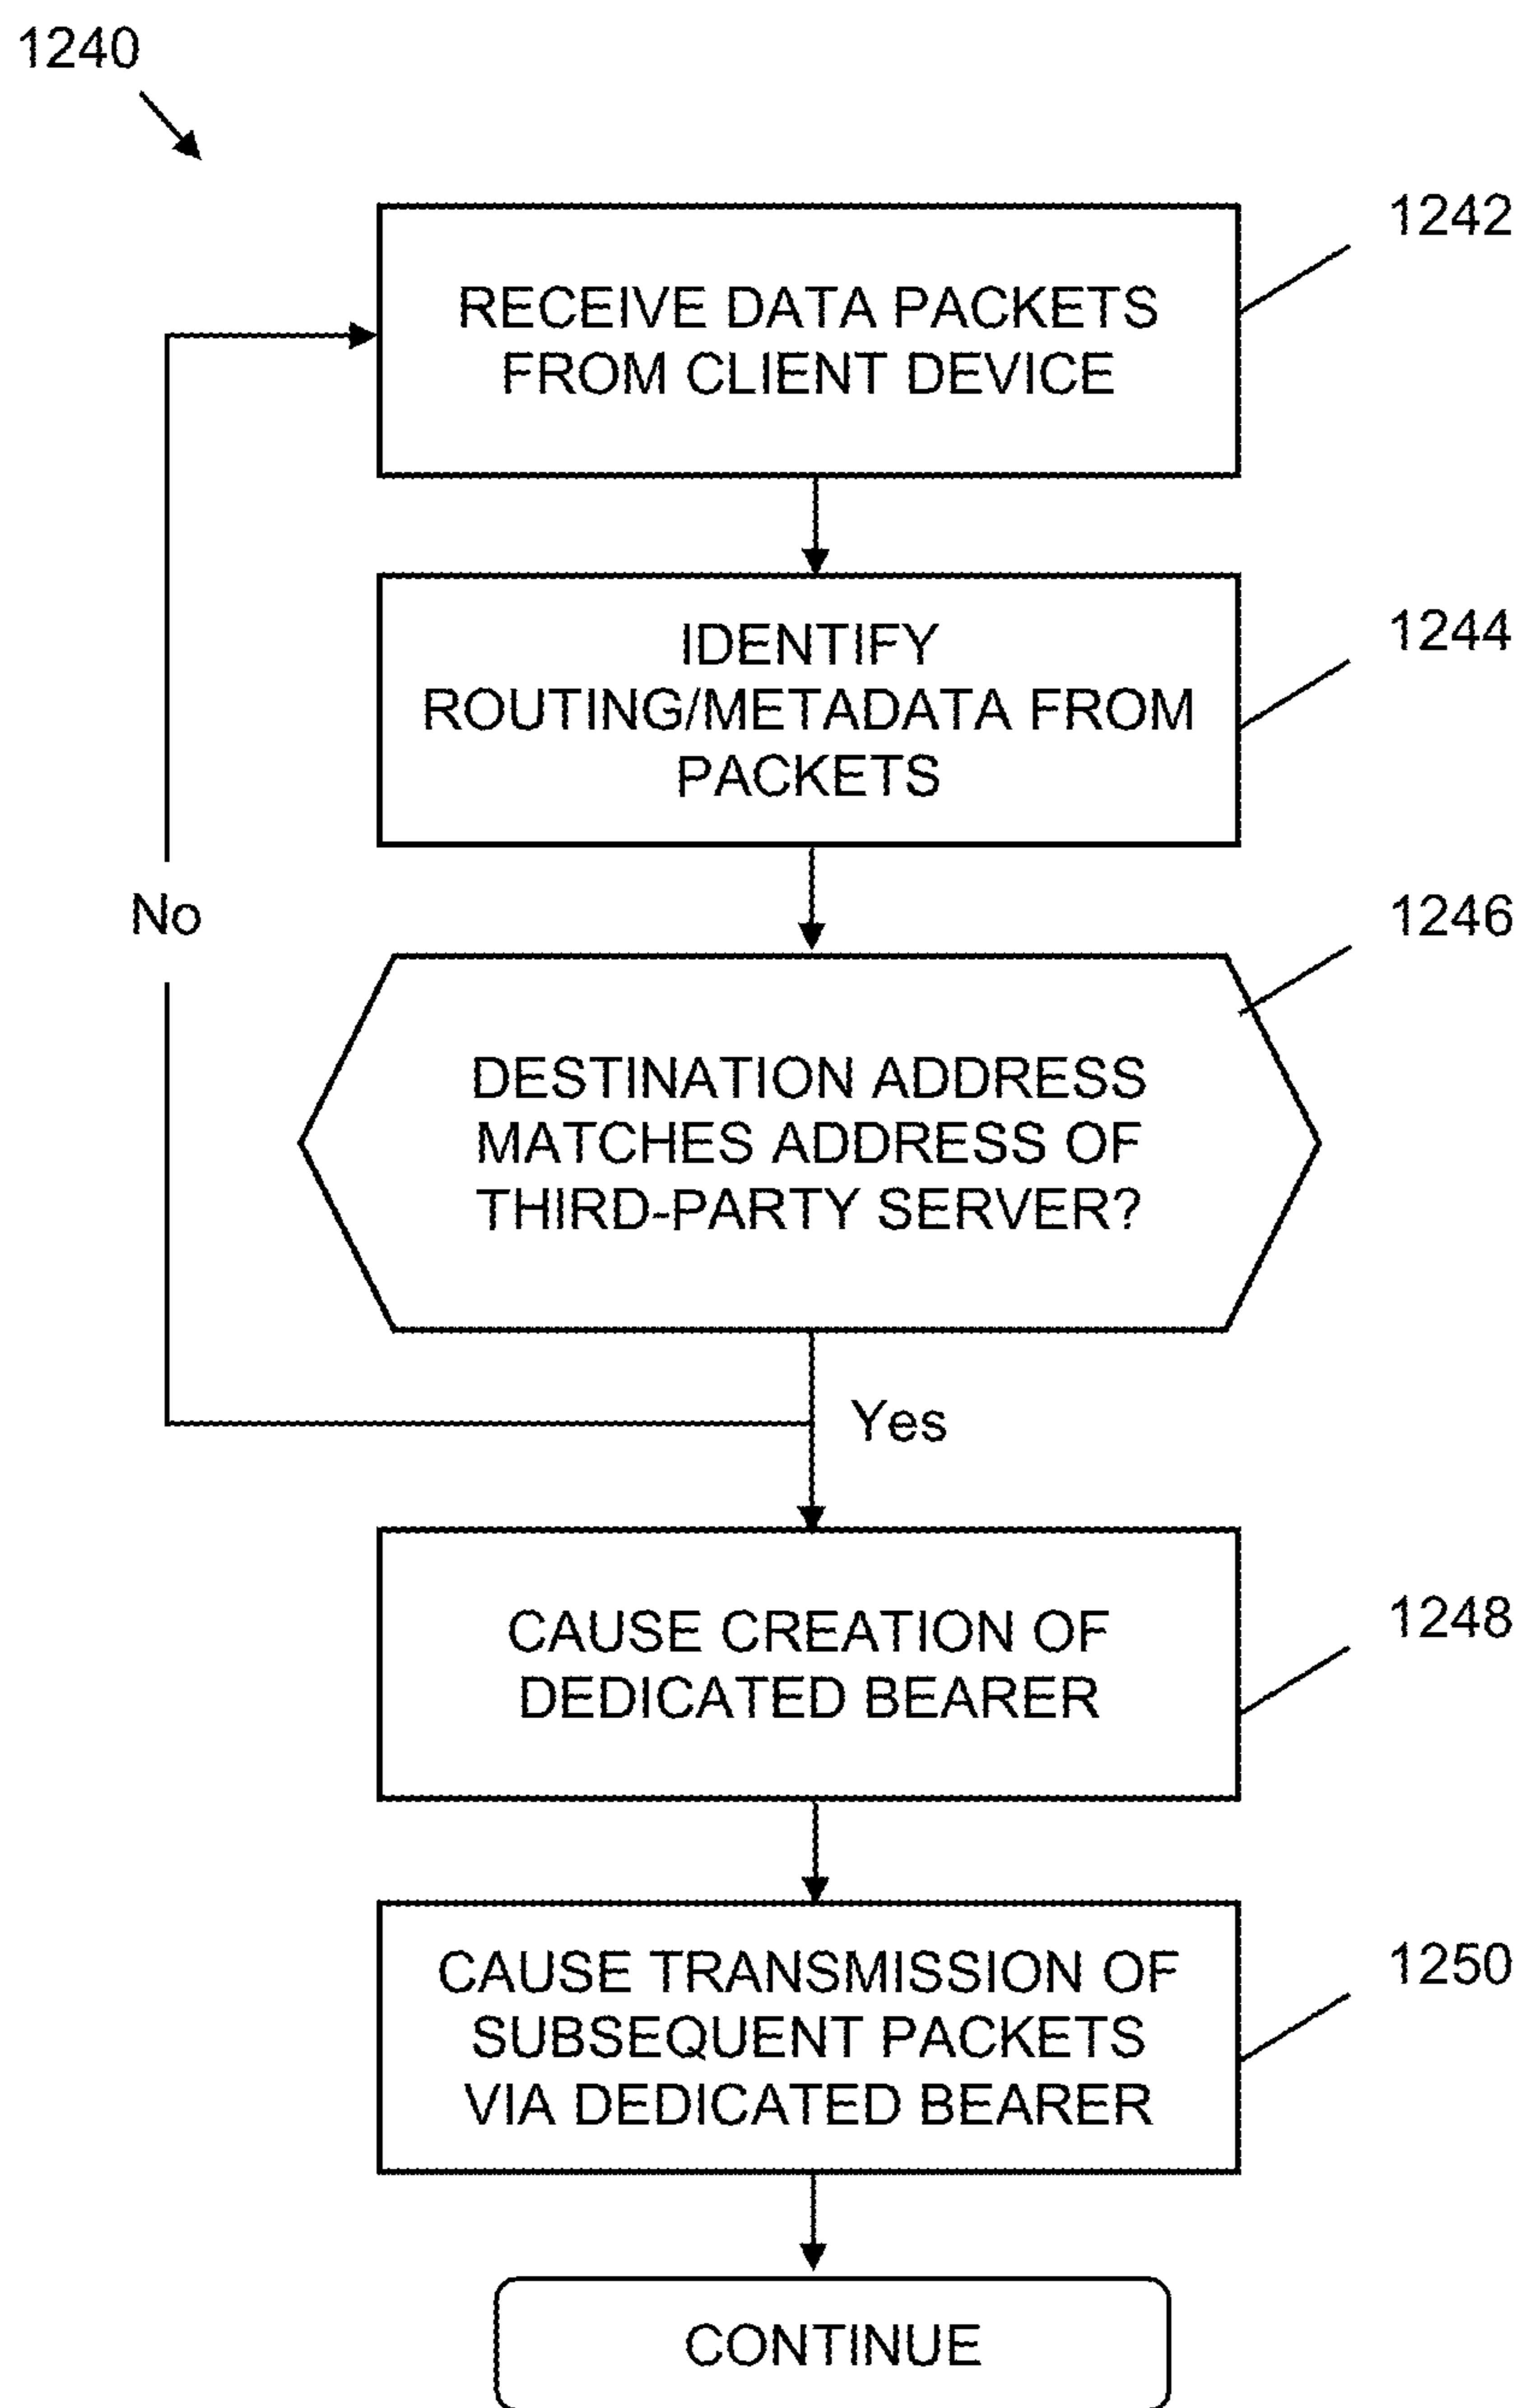 1240
1242
RECEIVE DATA PACKETS
FROM CLIENT DEVICE
1244
IDENTIFY
ROUTING/METADATA FROM
PACKETS
No
1246
DESTINATION ADDRESS
MATCHES ADDRESS OF
THIRD-PARTY SERVER?
Yes
1248
CAUSE CREATION OF
DEDICATED BEARER
1250
CAUSE TRANSMISSION OF
SUBSEQUENT PACKETS
VIA DEDICATED BEARER
CONTINUE